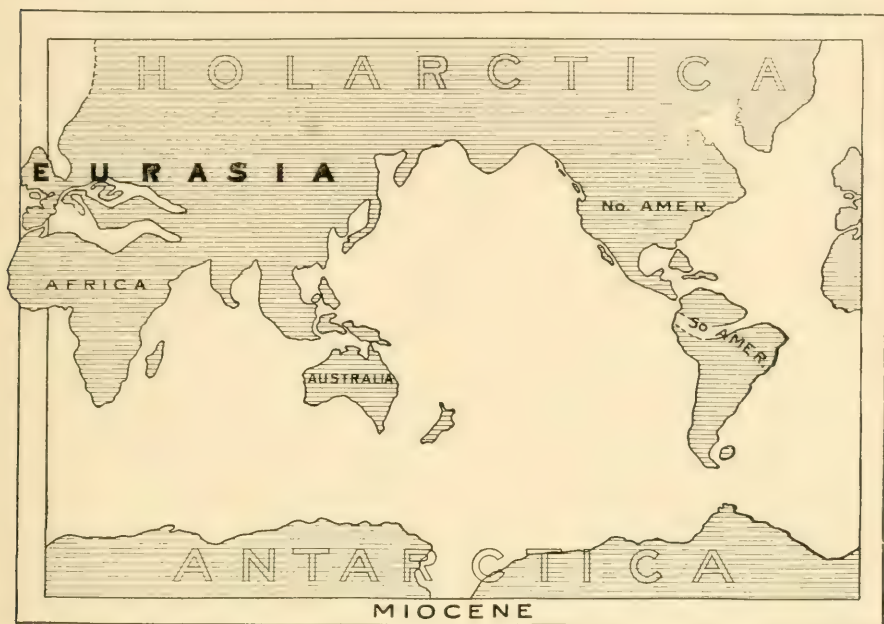 HOLARCTICA
EURASIA
No. AMER.
AFRICA
So AMER.
AUSTRALIA
ANTARCTICA
MIOCENE